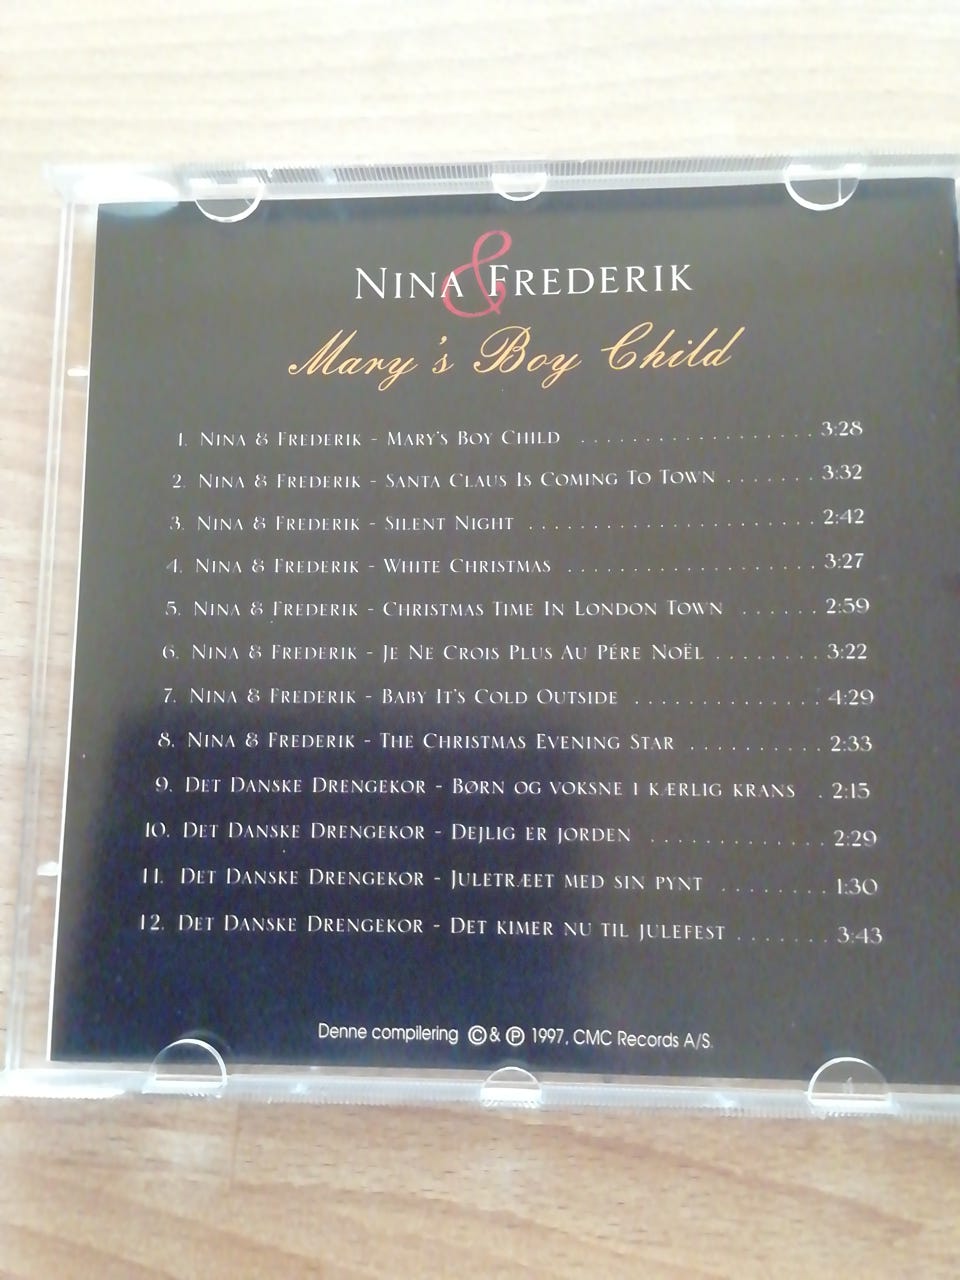 Nina & Frederik
Mary's Boy Child
1. Nina & Frederik - Mary's Boy Child .................. 3:28
2. Nina & Frederik - Santa Claus Is Coming To Town ....... 3:32
3. Nina & Frederik - Silent Night ....................... 2:42
4. Nina & Frederik - White Christmas .................... 3:27
5. Nina & Frederik - Christmas Time In London Town ...... 2:59
6. Nina & Frederik - Je Ne Crois Plus Au Pére Noël ........ 3:22
7. Nina & Frederik - Baby It's Cold Outside ............... 4:29
8. Nina & Frederik - The Christmas Evening Star .......... 2:33
9. Det Danske Drengekor - Børn og voksne i kærlig krans . 2:15
10. Det Danske Drengekor - Dejlig er jorden ............. 2:29
11. Det Danske Drengekor - Juletræet med sin pynt ........ 1:30
12. Det Danske Drengekor - Det kimer nu til julefest ....... 3:43
Denne compilering © & ℗ 1997, CMC Records A/S